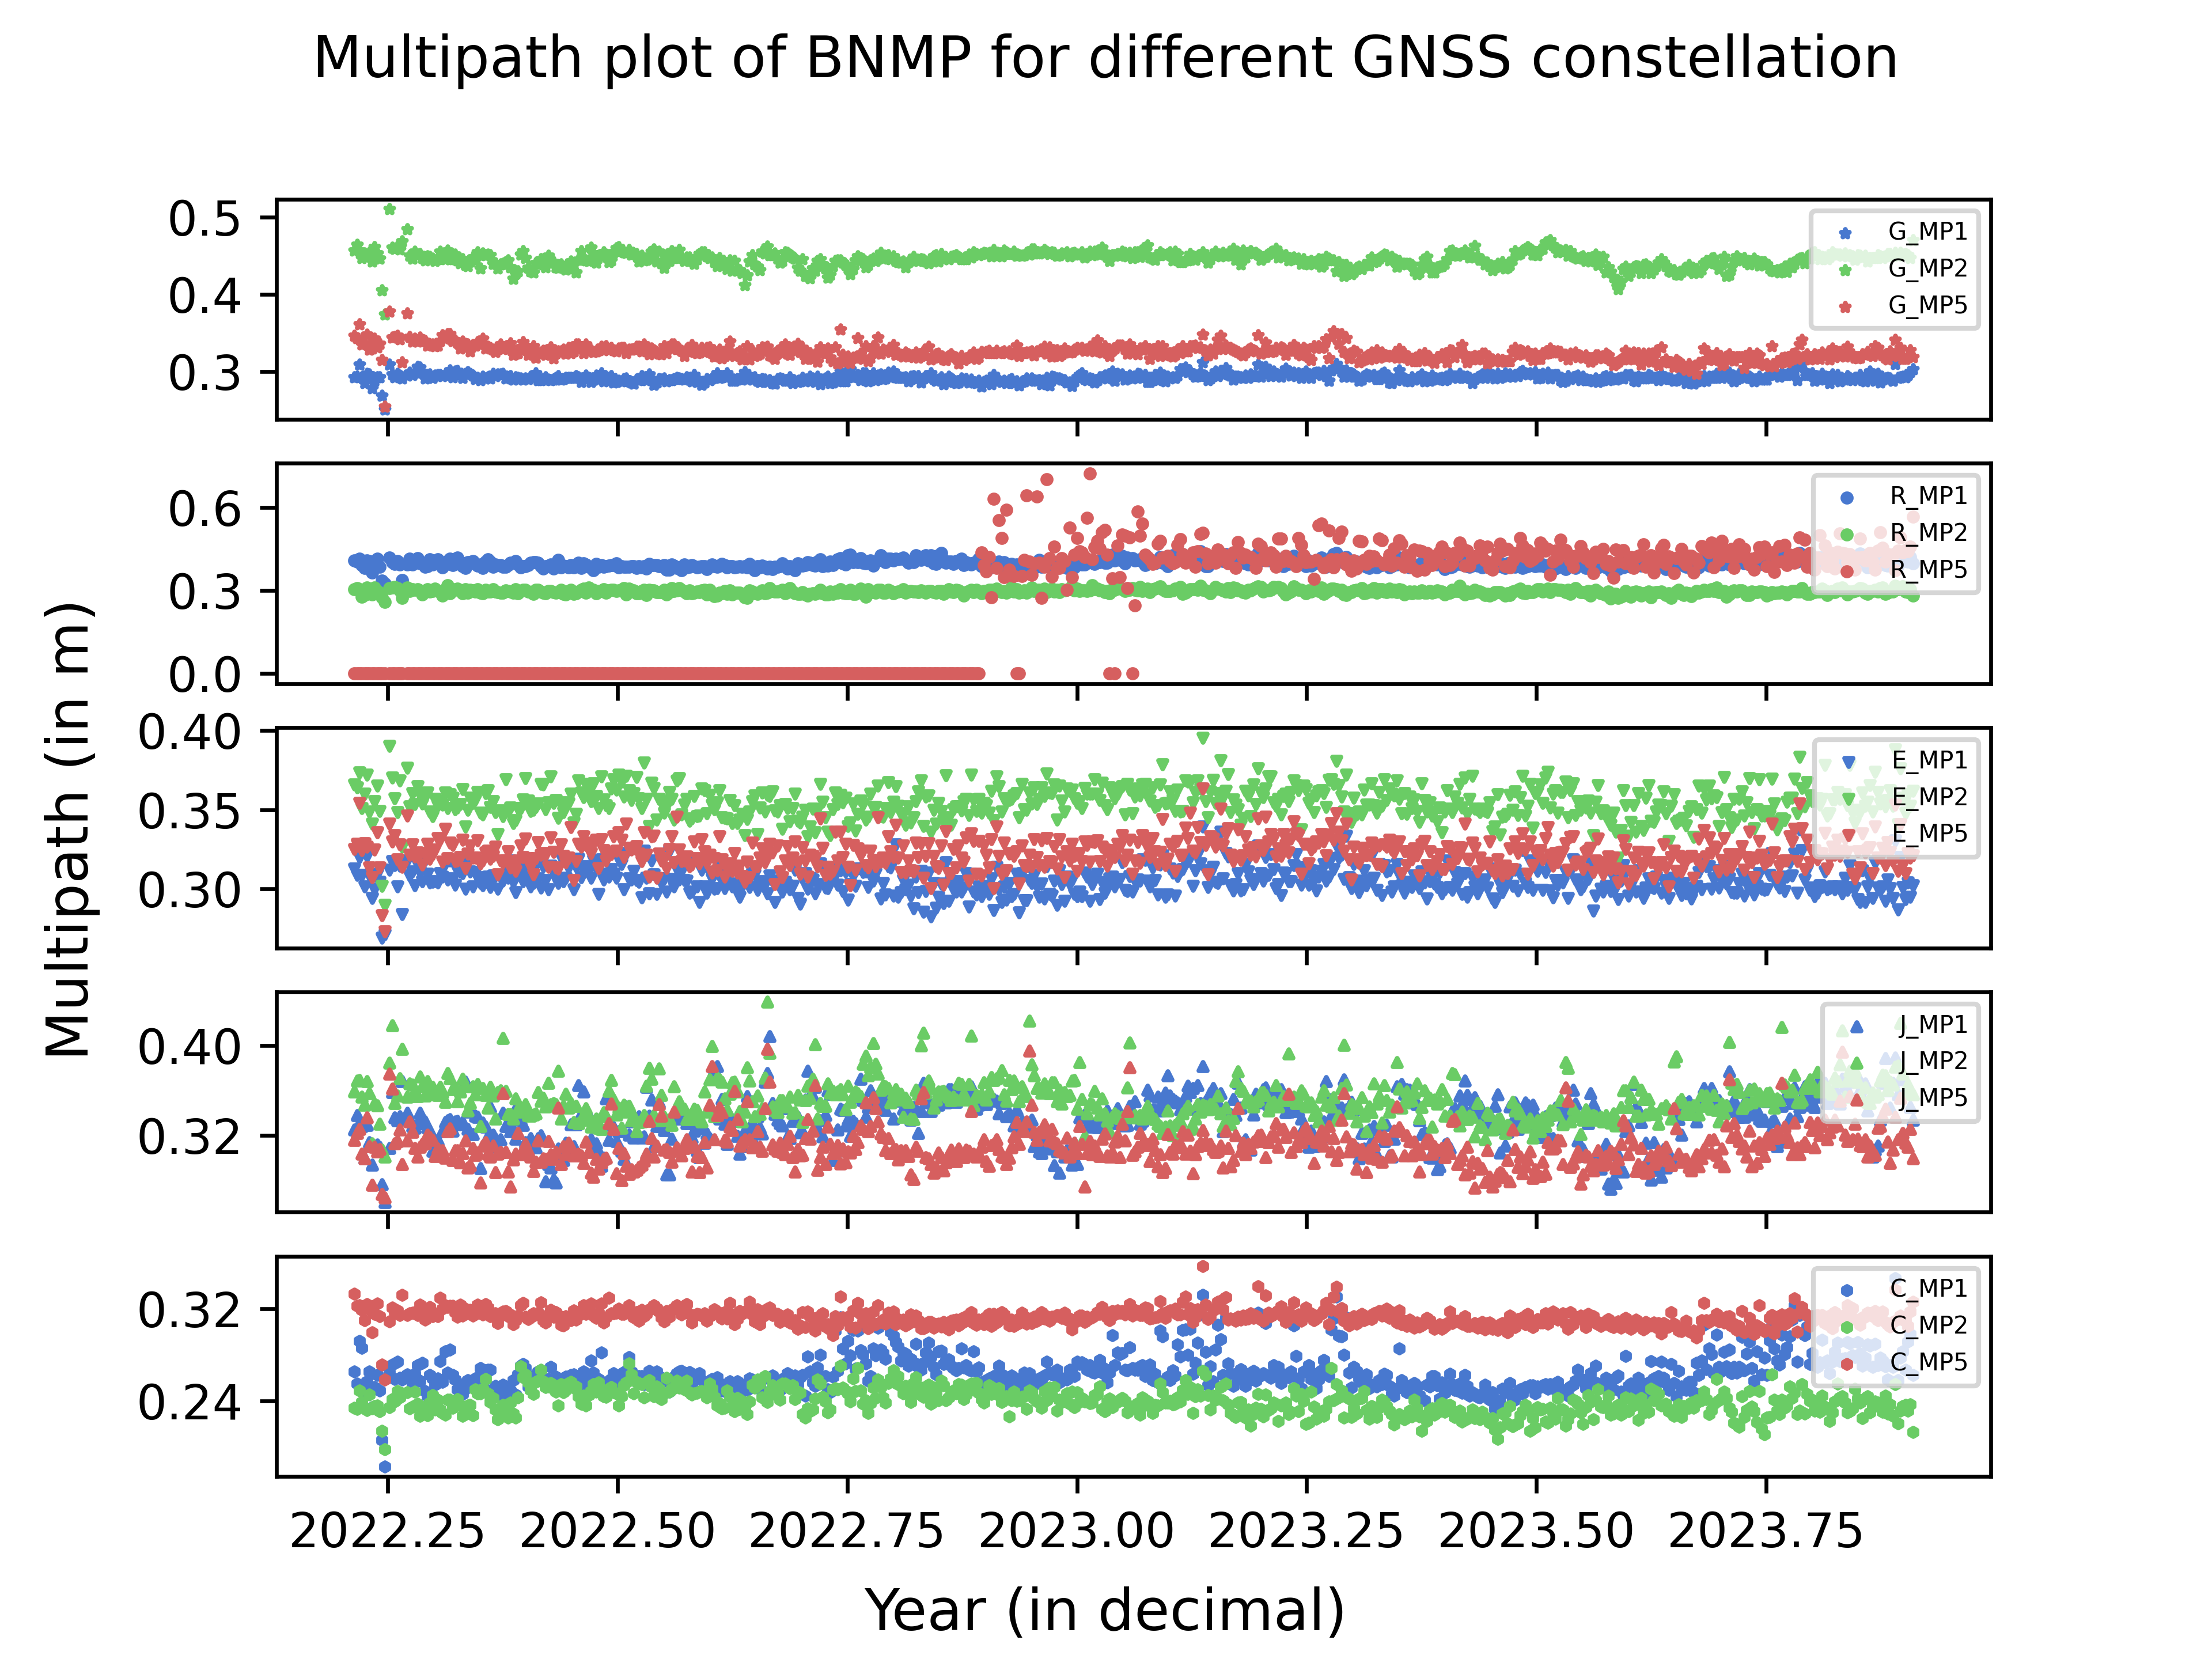 Multipath plot of BNMP for different GNSS constellation
Multipath (in m)
0.5
0.4
0.3
G_MP1
G_MP2
G_MP5
0.6
0.3
0.0
R_MP1
R_MP2
R_MP5
0.40
0.35
0.30
E_MP1
E_MP2
E_MP5
0.40
0.32
J_MP1
J_MP2
J_MP5
0.32
0.24
C_MP1
C_MP2
C_MP5
2022.25 2022.50 2022.75 2023.00 2023.25 2023.50 2023.75
Year (in decimal)